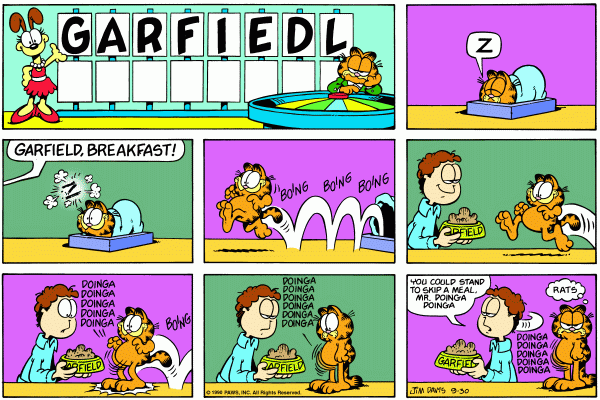 GARFIEDL
Z
GARFIELD, BREAKFAST!
Z
BOING
BOING
BOING
GARFIELD
DOINGA
DOINGA
DOINGA
DOINGA
DOINGA
BOING
GARFIELD
DOINGA
DOINGA
DOINGA
DOINGA
DOINGA
GARFIELD
© 1990 PAWS, INC. All Rights Reserved.
YOU COULD STAND
TO SKIP A MEAL,
MR. DOINGA
DOINGA
RATS
DOINGA
DOINGA
DOINGA
DOINGA
DOINGA
GARFIELD
JIM DAVIS 9-30